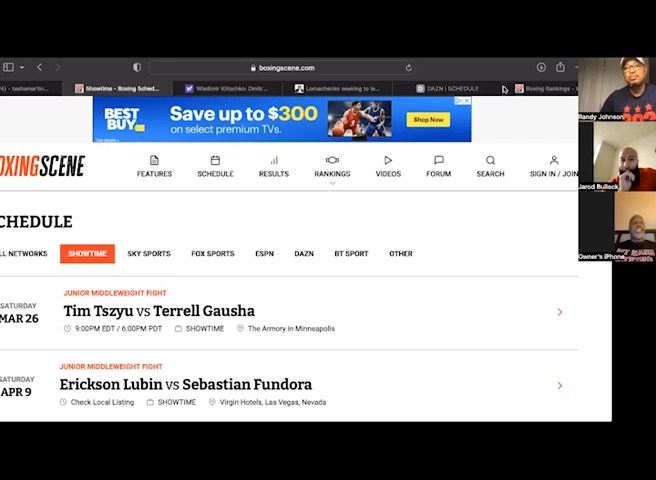 boxingscene.com
4) - tashamartin...
Showtime - Boxing Sched...
Wladimir Klitschko: Dmitr...
Lomachenko seeking to le...
DAZN | SCHEDULE
Boxing Rankings - 
BEST BUY
Save up to $300
on select premium TVs.
Shop Now
OXINGSCENE
FEATURES
SCHEDULE
RESULTS
RANKINGS
VIDEOS
FORUM
SEARCH
SIGN IN / JOIN
Randy Johnson
Jarod Bullock
Owner's iPhone
CHEDULE
LL NETWORKS
SHOWTIME
SKY SPORTS
FOX SPORTS
ESPN
DAZN
BT SPORT
OTHER
SATURDAY
MAR 26
JUNIOR MIDDLEWEIGHT FIGHT
Tim Tszyu vs Terrell Gausha
9:00PM EDT / 6:00PM PDT
SHOWTIME
The Armory in Minneapolis
SATURDAY
APR 9
JUNIOR MIDDLEWEIGHT FIGHT
Erickson Lubin vs Sebastian Fundora
Check Local Listing
SHOWTIME
Virgin Hotels, Las Vegas, Nevada